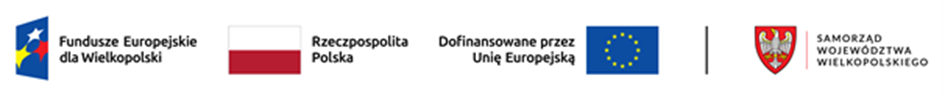 Fundusze Europejskie
dla Wielkopolski
Rzeczpospolita
Polska
Dofinansowane przez
Unię Europejską
SAMORZĄD
WOJEWÓDZTWA
WIELKOPOLSKIEGO